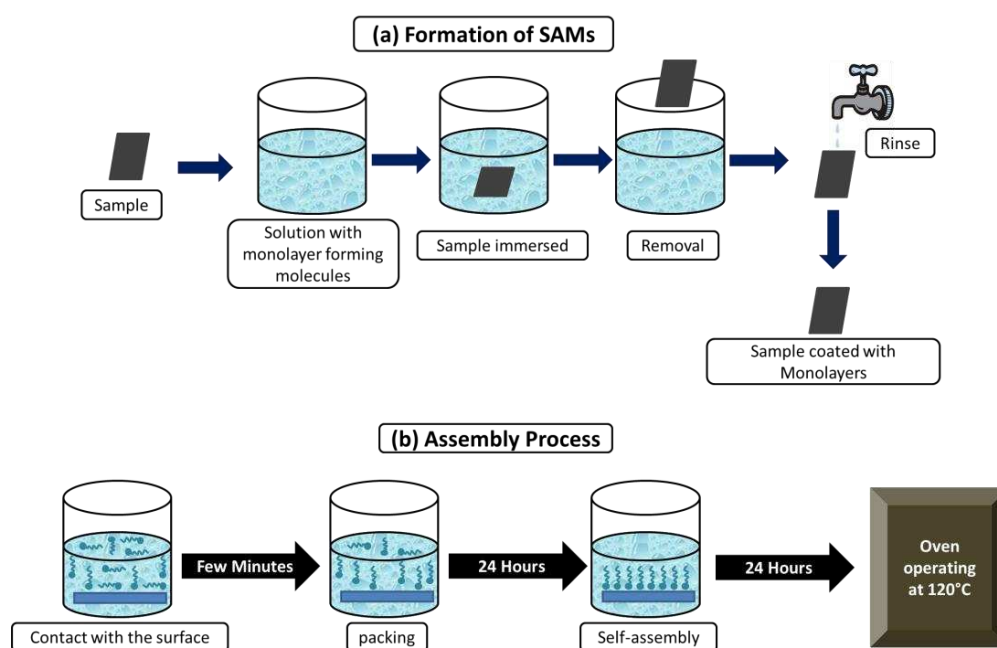 (a) Formation of SAMs
Sample
Solution with
monolayer forming
molecules
Sample immersed
Removal
Rinse
Sample coated with
Monolayers
(b) Assembly Process
Few Minutes
24 Hours
24 Hours
Oven
operating
at 120°C
Contact with the surface
packing
Self-assembly